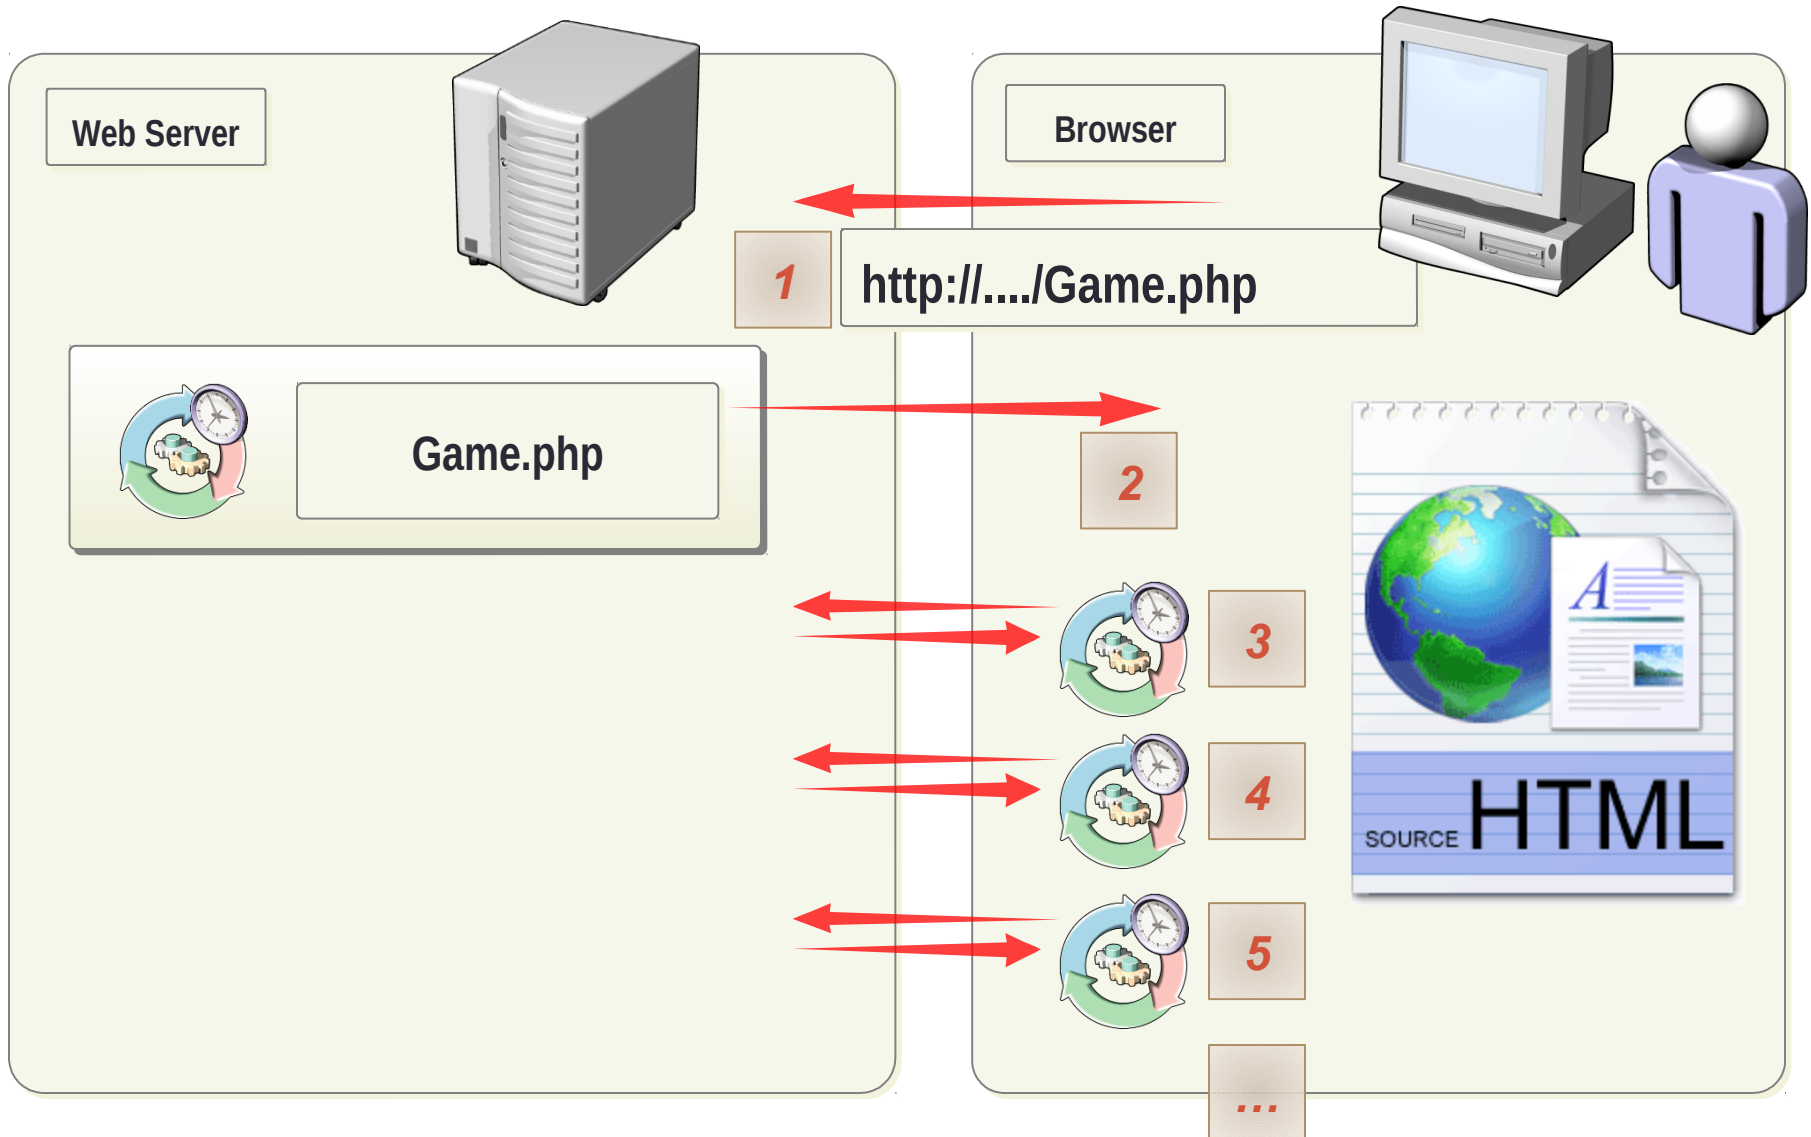 Web Server
Browser
1
http://..../Game.php
Game.php
2
3
4
5
...
A
SOURCE HTML